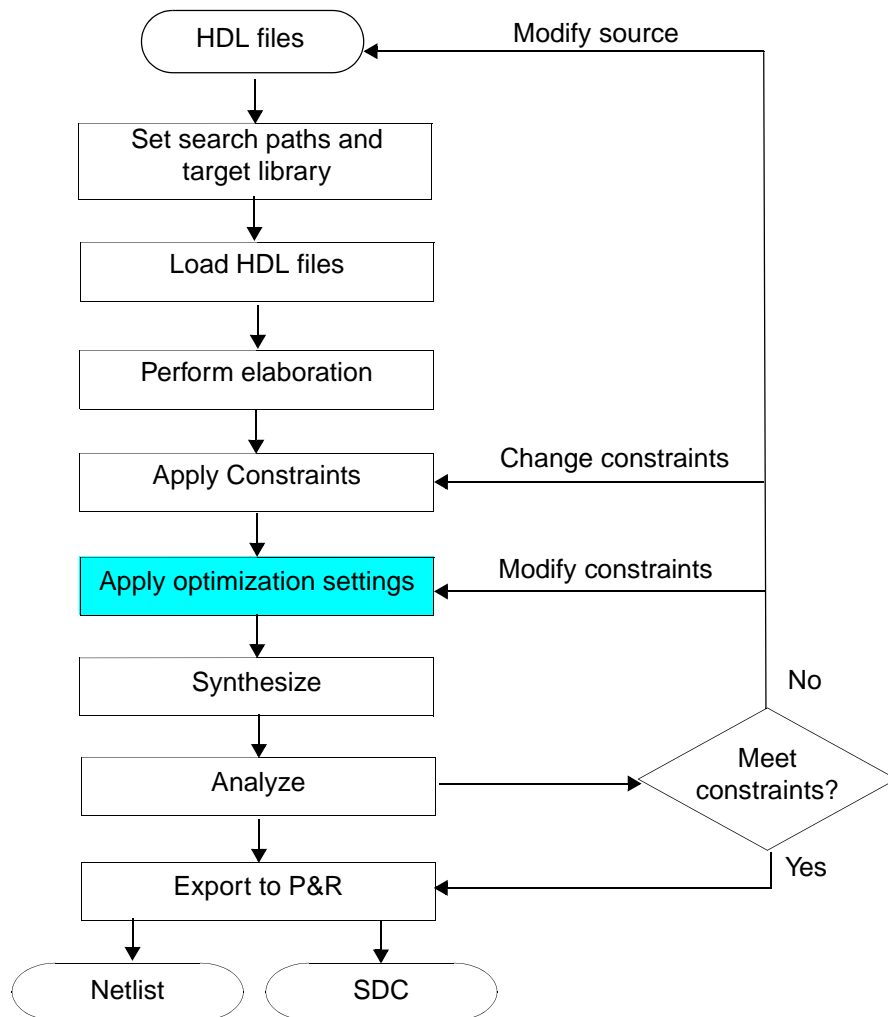 HDL files
Modify source
Set search paths and
target library
Load HDL files
Perform elaboration
Apply Constraints
Change constraints
Apply optimization settings
Modify constraints
Synthesize
No
Analyze
Meet
constraints?
Yes
Export to P&R
Netlist
SDC